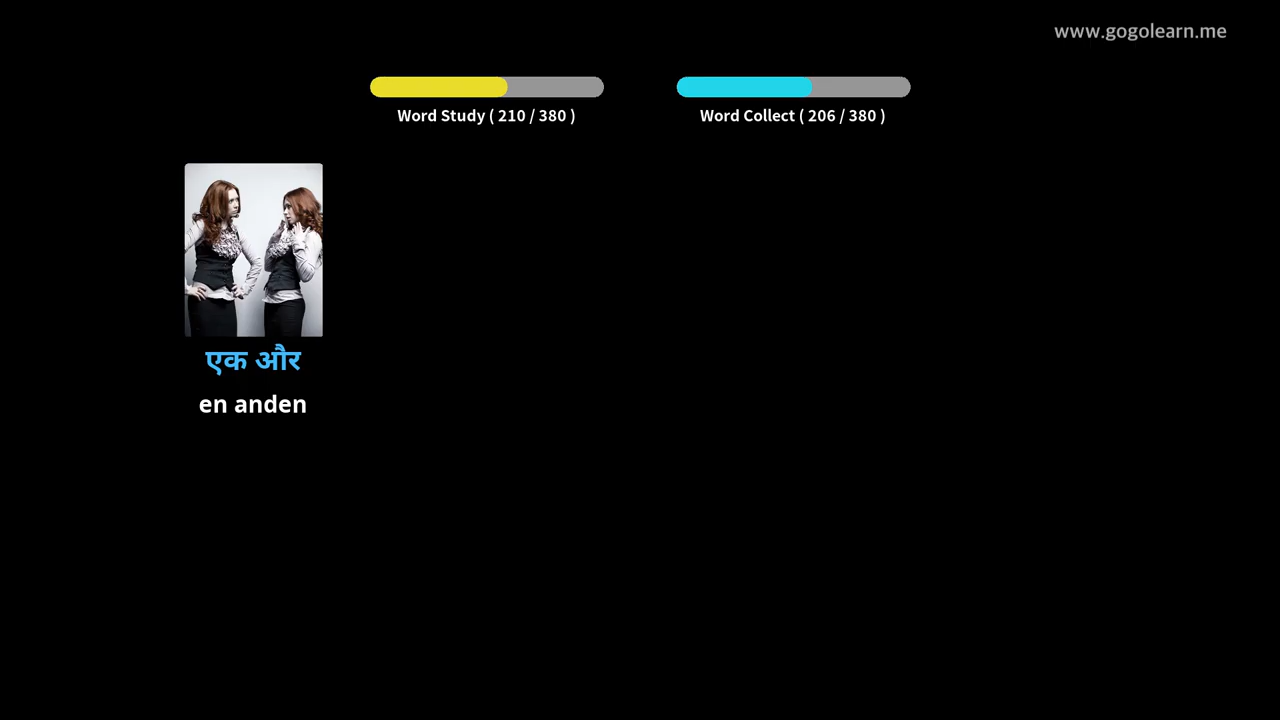 www.gogolearn.me
Word Study ( 210 / 380 )
Word Collect ( 206 / 380 )
एक और
en anden